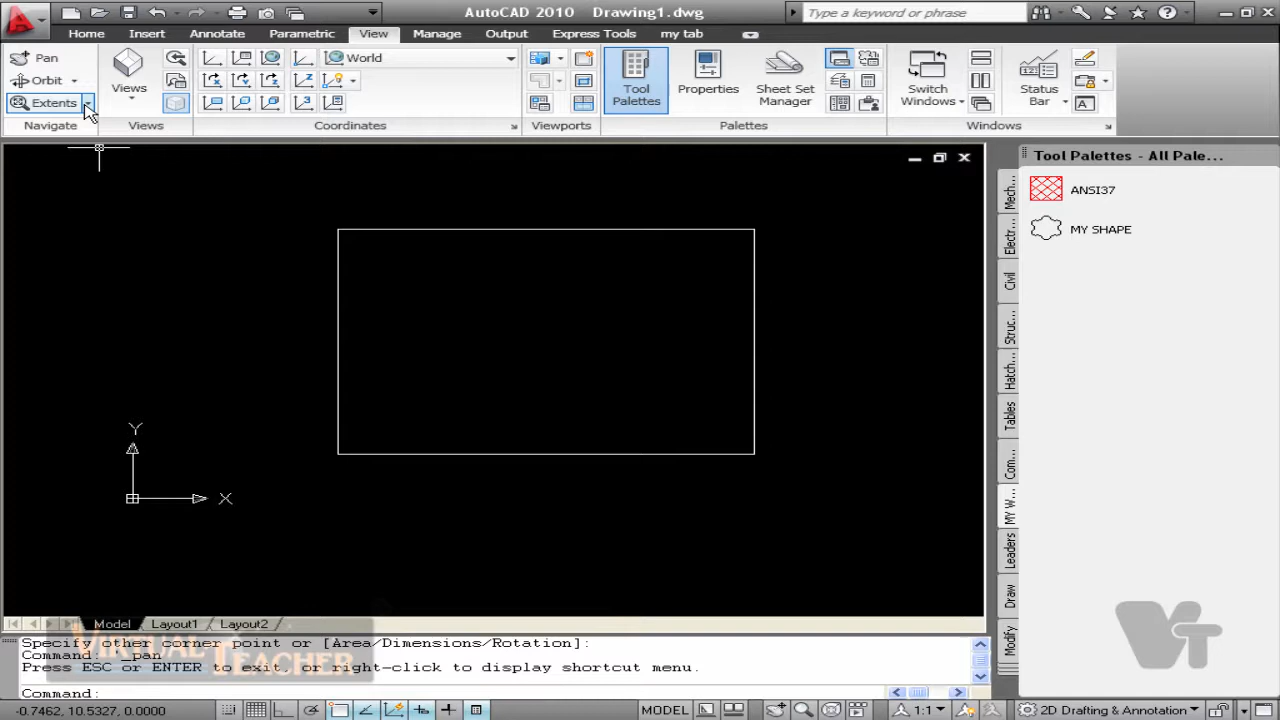 AutoCAD 2010 Drawing1.dwg
Type a keyword or phrase
Home Insert Annotate Parametric View Manage Output Express Tools my tab
Pan
Orbit
Extents
Navigate
Views
Views
World
Coordinates
Viewports
Tool Palettes
Properties
Sheet Set Manager
Palettes
Switch Windows
Status Bar
Windows
Tool Palettes - All Pale...
ANSI37
MY SHAPE
Mech...
Electr...
Civil
Struc...
Hatch...
Tables
Com...
MY W...
Leaders
Draw
Modify
Y
X
Model Layout1 Layout2
Specify other corner point or [Area/Dimensions/Rotation]:
Command: '_pan
Press ESC or ENTER to exit, or right-click to display shortcut menu.
Command:
-0.7462, 10.5327, 0.0000
MODEL
1:1
2D Drafting & Annotation
VT